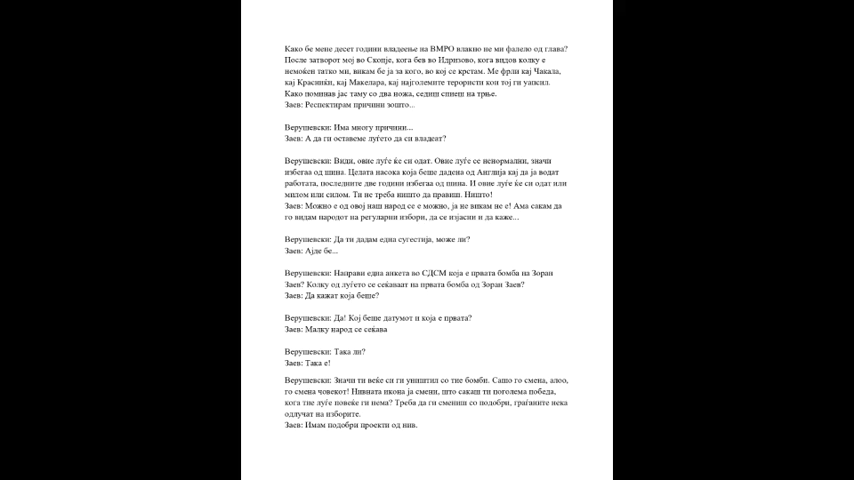 Како бе мене десет години владеење на ВМРО влакно не ми фалело од глава?
После затворот мој во Скопје, кога бев во Идризово, кога видов колку е
немоќен татко ми, викам бе ја за кого, во кој се крстам. Ме фрли кај Чакала,
кај Красниќи, кај Макелара, кај најголемите терористи кои тој ги уапсил.
Како поминав јас таму со два ножа, седиш спиеш на трње.
Заев: Респектирам причини зошто...
Верушевски: Има многу причини...
Заев: А да ги оставеме луѓето да си владеат?
Верушевски: Види, овие луѓе ќе си одат. Овие луѓе се ненормални, значи
избегаа од шина. Целата насока која беше дадена од Англија кај да ја водат
работата, последните две години избегаа од шина. И овие луѓе ќе си одат или
милом или силом. Ти не треба ништо да правиш. Ништо!
Заев: Можно е од овој наш народ се е можно, ја не викам не е! Ама сакам да
го видам народот на регуларни избори, да се изјасни и да каже...
Верушевски: Да ти дадам една сугестија, може ли?
Заев: Ајде бе...
Верушевски: Направи една анкета во СДСМ која е првата бомба на Зоран
Заев? Колку од луѓето се сеќаваат на првата бомба од Зоран Заев?
Заев: Да кажат која беше?
Верушевски: Да! Кој беше датумот и која е првата?
Заев: Малку народ се сеќава
Верушевски: Така ли?
Заев: Така е!
Верушевски: Значи ти веќе си ги уништил со тие бомби. Сашо го смена, алоо,
го смена човекот! Нивната икона ја смени, што сакаш ти поголема победа,
кога тие луѓе повеќе ги нема? Треба да ги смениш со подобри, граѓаните нека
одлучат на изборите.
Заев: Имам подобри проекти од нив.